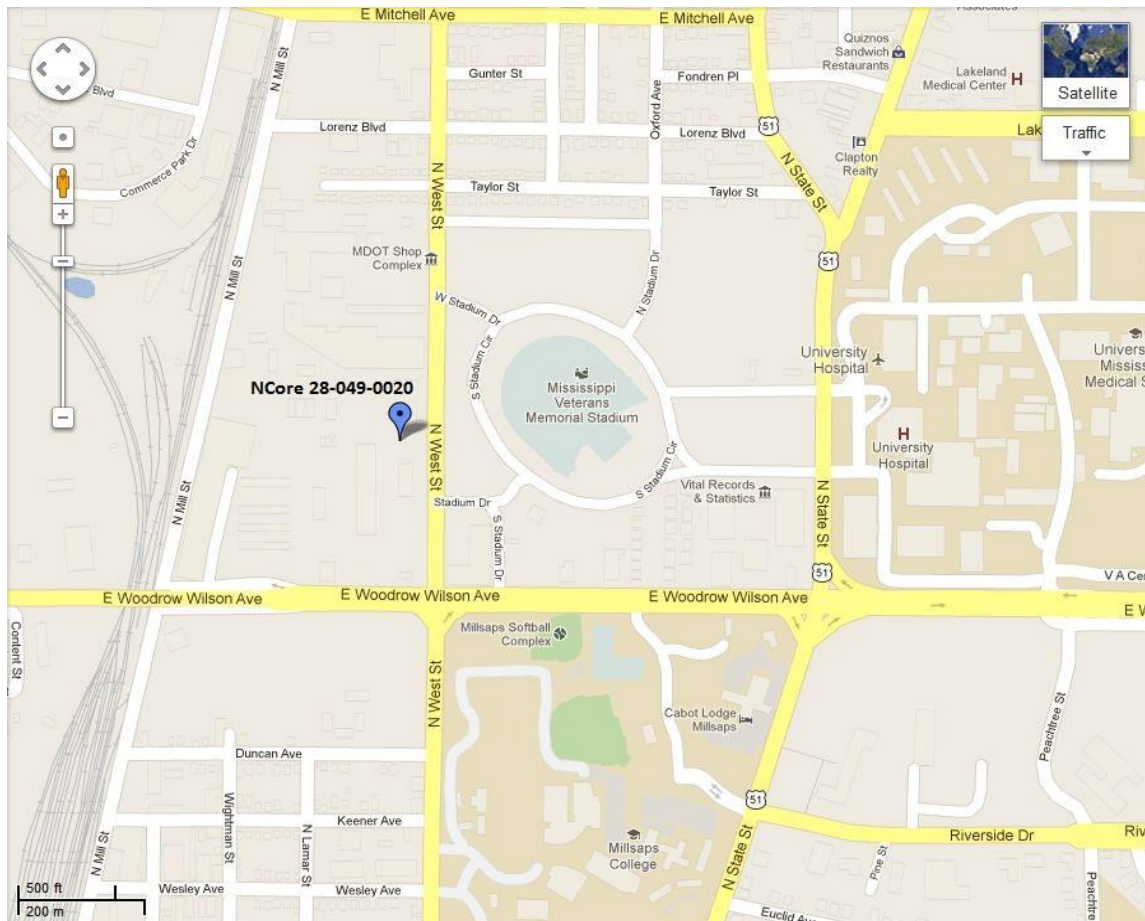 E Mitchell Ave
E Mitchell Ave
Associates
Quiznos
Sandwich
Restaurants
Lakeland
Medical Center
H
Satellite
Traffic
Lak
N Mill St
Gunter St
Fondren Pl
Blvd
Lorenz Blvd
Oxford Ave
Lorenz Blvd
51
Clapton
Realty
Commerce Park Dr
N West St
Taylor St
Taylor St
N State St
MDOT Shop
Complex
51
N Mill St
N Stadium Dr
W Stadium Dr
S Stadium Cir
University
Hospital
Univers
Mississ
Medical S
NCore 28-049-0020
Mississippi
Veterans
Memorial Stadium
H
University
Hospital
N West St
S Stadium Cir
Vital Records
& Statistics
N Mill St
Stadium Dr
S Stadium Dr
N State St
51
V A Cen
E Woodrow Wilson Ave
E Woodrow Wilson Ave
E Woodrow Wilson Ave
E W
Content St
Millsaps Softball
Complex
N West St
Cabot Lodge
Millsaps
Peachtree St
Duncan Ave
Wightman St
N Lamar St
51
Keener Ave
N Mill St
Millsaps
College
N State St
Riverside Dr
Riv
Pine St
Wesley Ave
Wesley Ave
Peachtree
Euclid Ave
500 ft
200 m